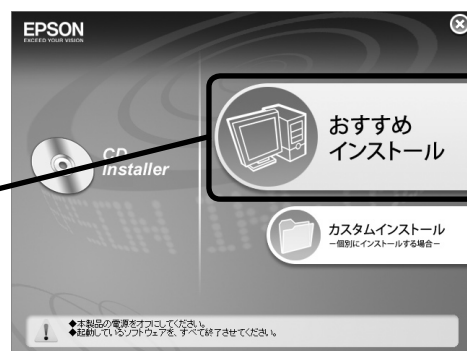 EPSON
EXCEED YOUR VISION
CD
Installer
おすすめ
インストール
カスタムインストール
－個別にインストールする場合－
◆本製品の電源をオフにしてください。
◆起動しているソフトウェアを、すべて終了させてください。